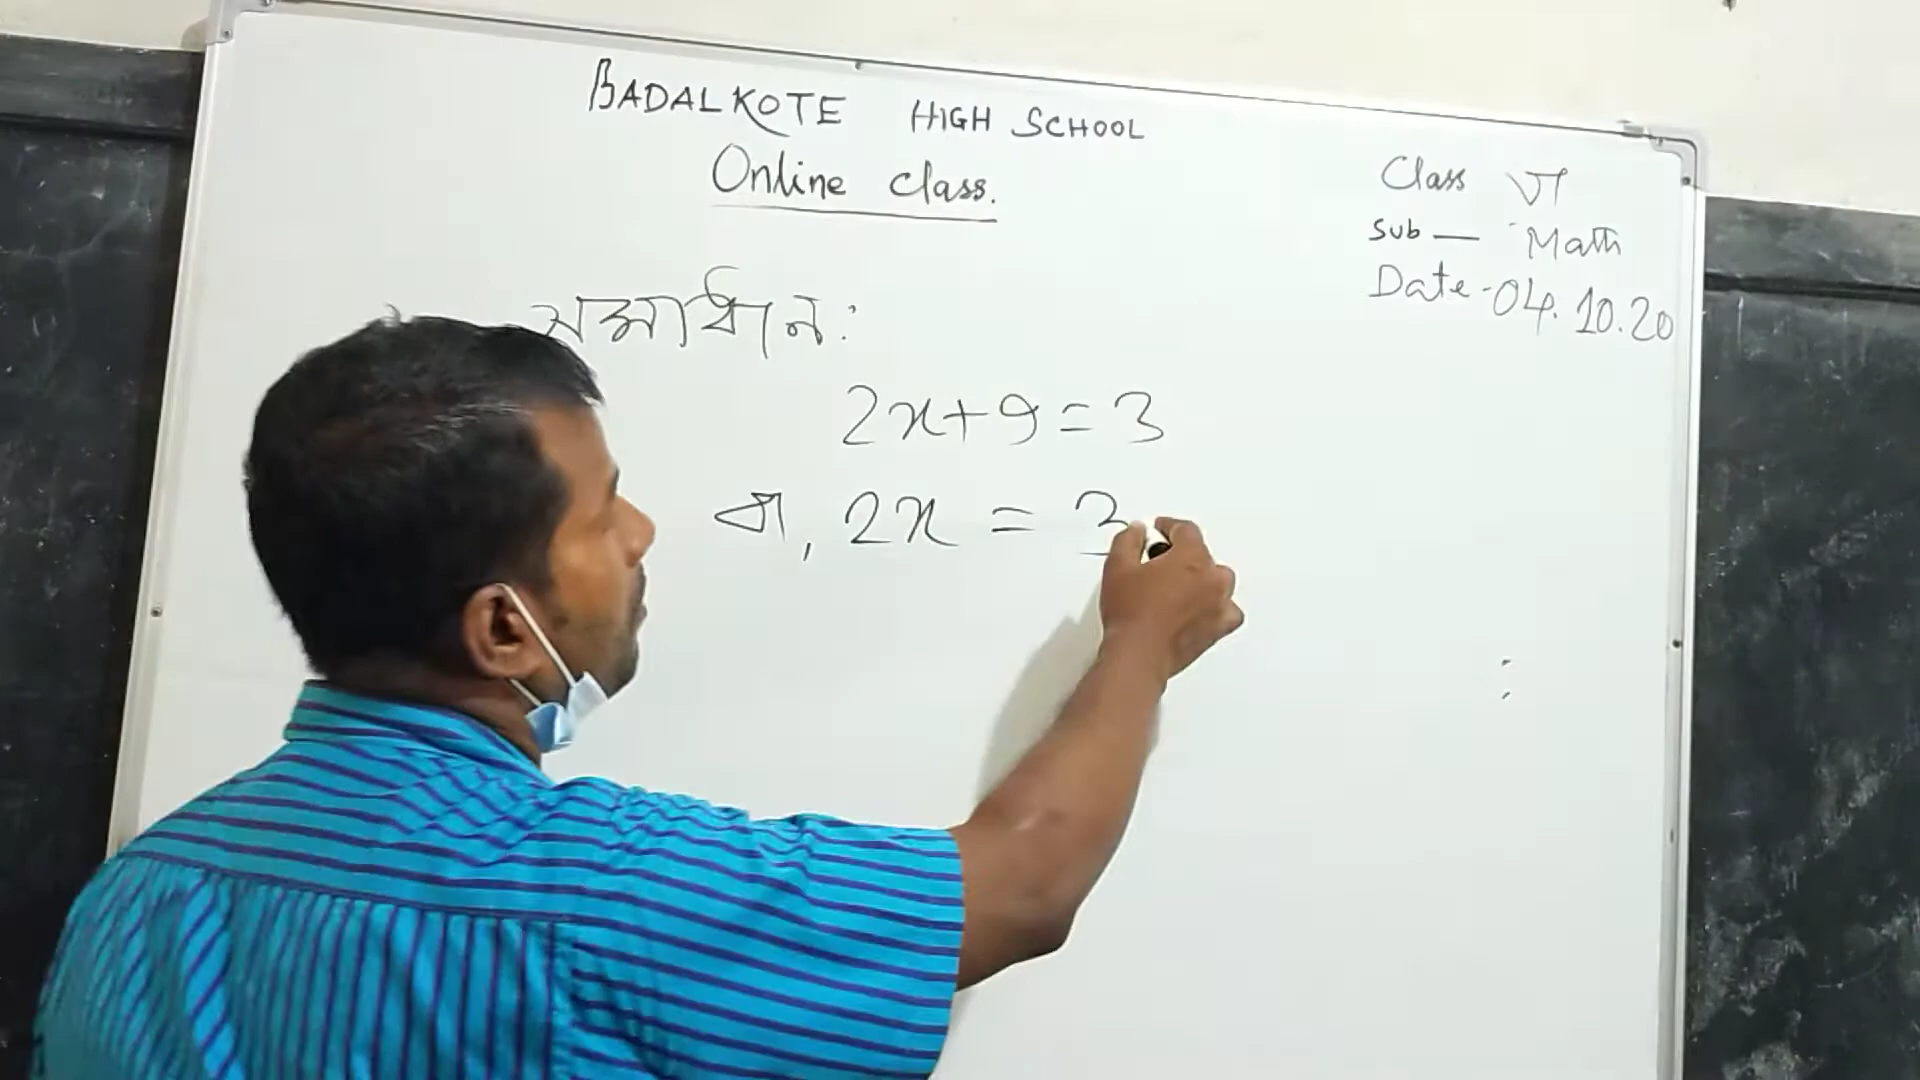 BADALKOTE HIGH SCHOOL
Online class.
Class VI
Sub — Math
Date - 04.10.20
সমাধান:
2x+9=3
বা, 2x = 3
: